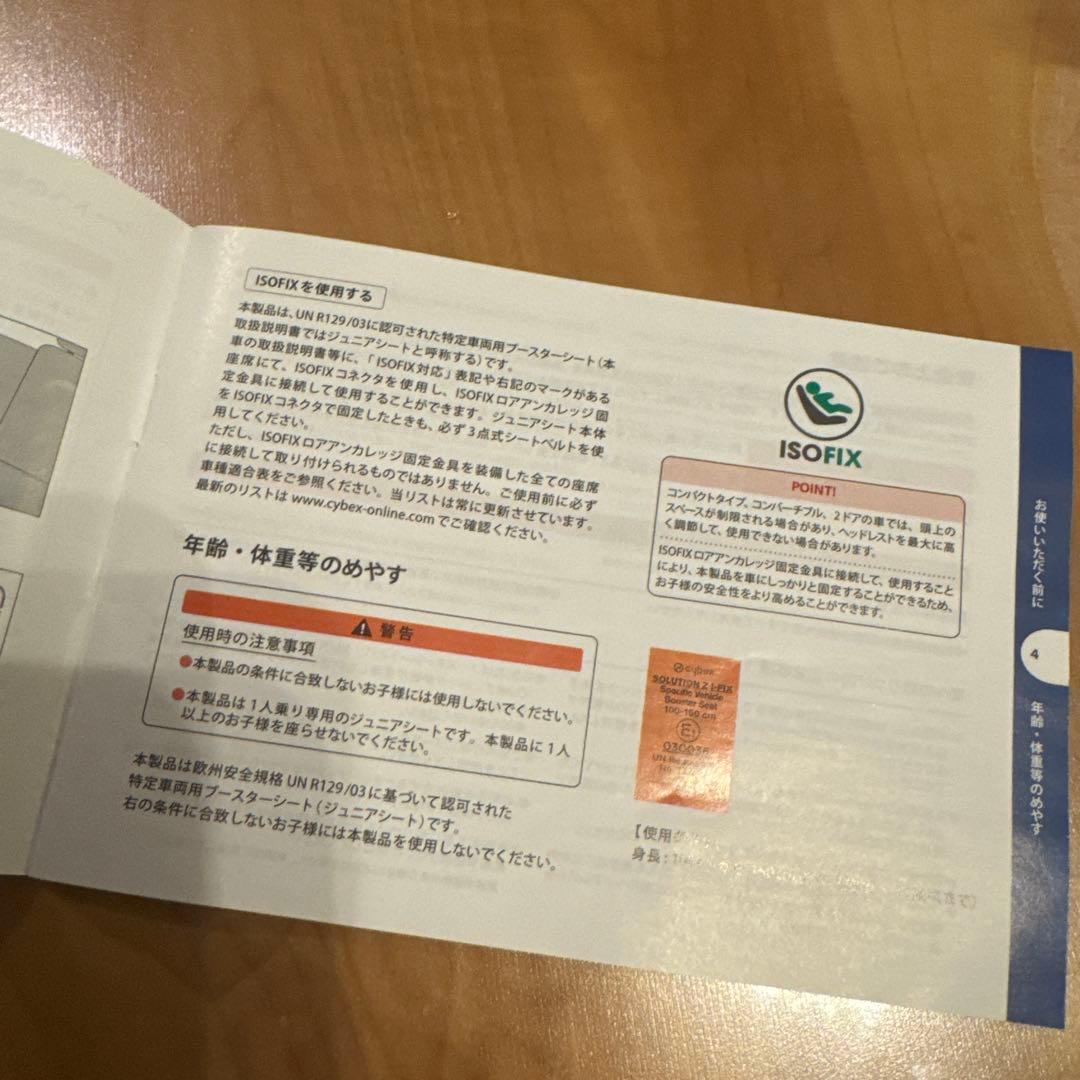 ISOFIXを使用する
本製品は、UN R129/03に認可された特定車両用ブースターシート（本
取扱説明書ではジュニアシートと呼称する）です。
車の取扱説明書等に、「ISOFIX対応」表記や右記のマークがある
座席にて、ISOFIXコネクタを使用し、ISOFIXロアアンカレッジ固
定金具に接続して使用することができます。ジュニアシート本体
をISOFIXコネクタで固定したときも、必ず3点式シートベルトを使
用してください。
ただし、ISOFIXロアアンカレッジ固定金具を装備した全ての座席
に接続して取り付けられるものではありません。ご使用前に必ず
車種適合表をご参照ください。当リストは常に更新させています。
最新のリストは www.cybex-online.comでご確認ください。
年齢・体重等のめやす
警告
使用時の注意事項
●本製品の条件に合致しないお子様には使用しないでください。
●本製品は1人乗り専用のジュニアシートです。本製品に1人
以上のお子様を座らせないでください。
本製品は欧州安全規格 UN R129/03に基づいて認可された
特定車両用ブースターシート（ジュニアシート）です。
右の条件に合致しないお子様には本製品を使用しないでください。
ISOFIX
POINT!
コンパクトタイプ、コンバーチブル、2ドアの車では、頭上の
スペースが制限される場合があり、ヘッドレストを最大に高
く調節して、使用できない場合があります。
ISOFIXロアアンカレッジ固定金具に接続して、使用すること
により、本製品を車にしっかりと固定することができるため、
お子様の安全性をより高めることができます。
cybex
SOLUTION Z i-FIX
Specific Vehicle
Booster Seat
100-150 cm
030036
【使用
身長：
お使いいただく前に
4
年齢・体重等のめやす